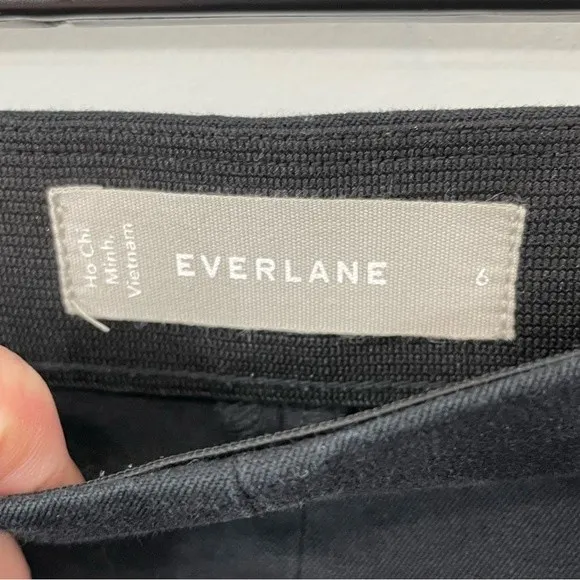 Ho Chi
Minh,
Vietnam
EVERLANE
6